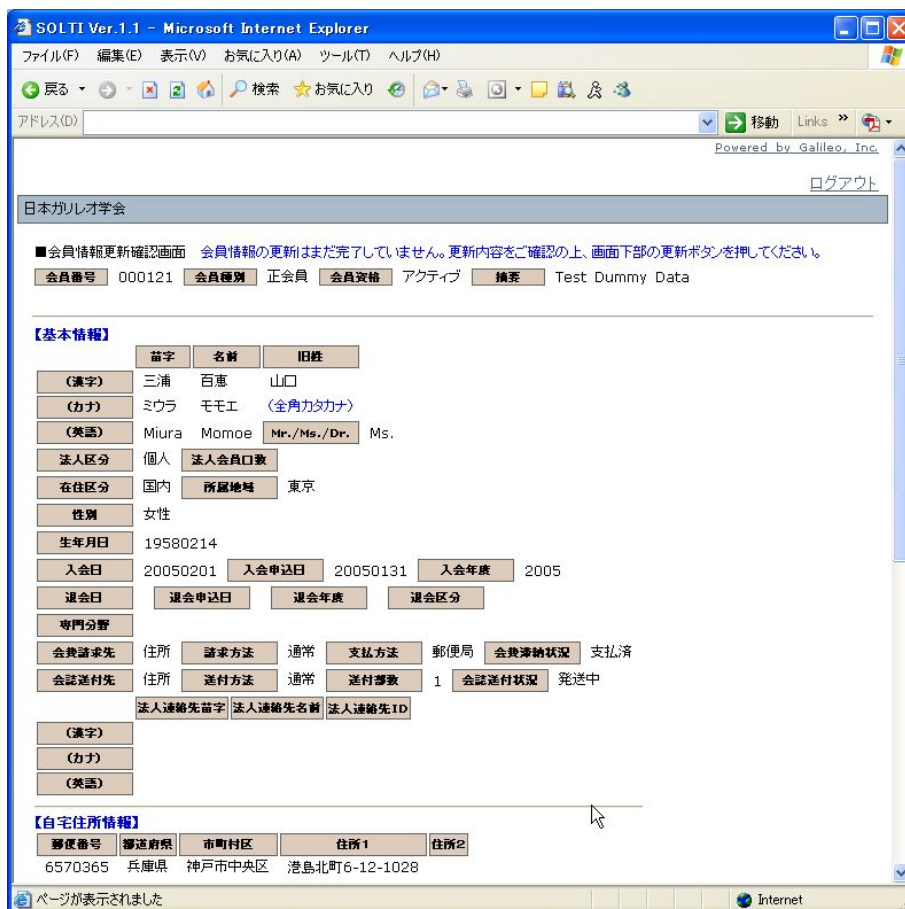 SOLTI Ver.1.1 - Microsoft Internet Explorer
ファイル(F) 編集(E) 表示(V) お気に入り(A) ツール(T) ヘルプ(H)
戻る 検索 お気に入り
アドレス(D) 移動 Links »
Powered by Galileo, Inc.
ログアウト
日本ガリレオ学会
■会員情報更新確認画面 会員情報の更新はまだ完了していません。更新内容をご確認の上、画面下部の更新ボタンを押してください。
会員番号 000121 会員種別 正会員 会員資格 アクティブ 摘要 Test Dummy Data
【基本情報】
苗字 名前 旧姓
(漢字) 三浦 百恵 山口
(カナ) ミウラ モモエ (全角カタカナ)
(英語) Miura Momoe Mr./Ms./Dr. Ms.
法人区分 個人 法人会員口数
在住区分 国内 所属地域 東京
性別 女性
生年月日 19580214
入会日 20050201 入会申込日 20050131 入会年度 2005
退会日 退会申込日 退会年度 退会区分
専門分野
会費請求先 住所 請求方法 通常 支払方法 郵便局 会費滞納状況 支払済
会誌送付先 住所 送付方法 通常 送付部数 1 会誌送付状況 発送中
法人連絡先苗字 法人連絡先名前 法人連絡先ID
(漢字)
(カナ)
(英語)
【自宅住所情報】
郵便番号 都道府県 市町村区 住所1 住所2
6570365 兵庫県 神戸市中央区 港島北町6-12-1028
ページが表示されました Internet